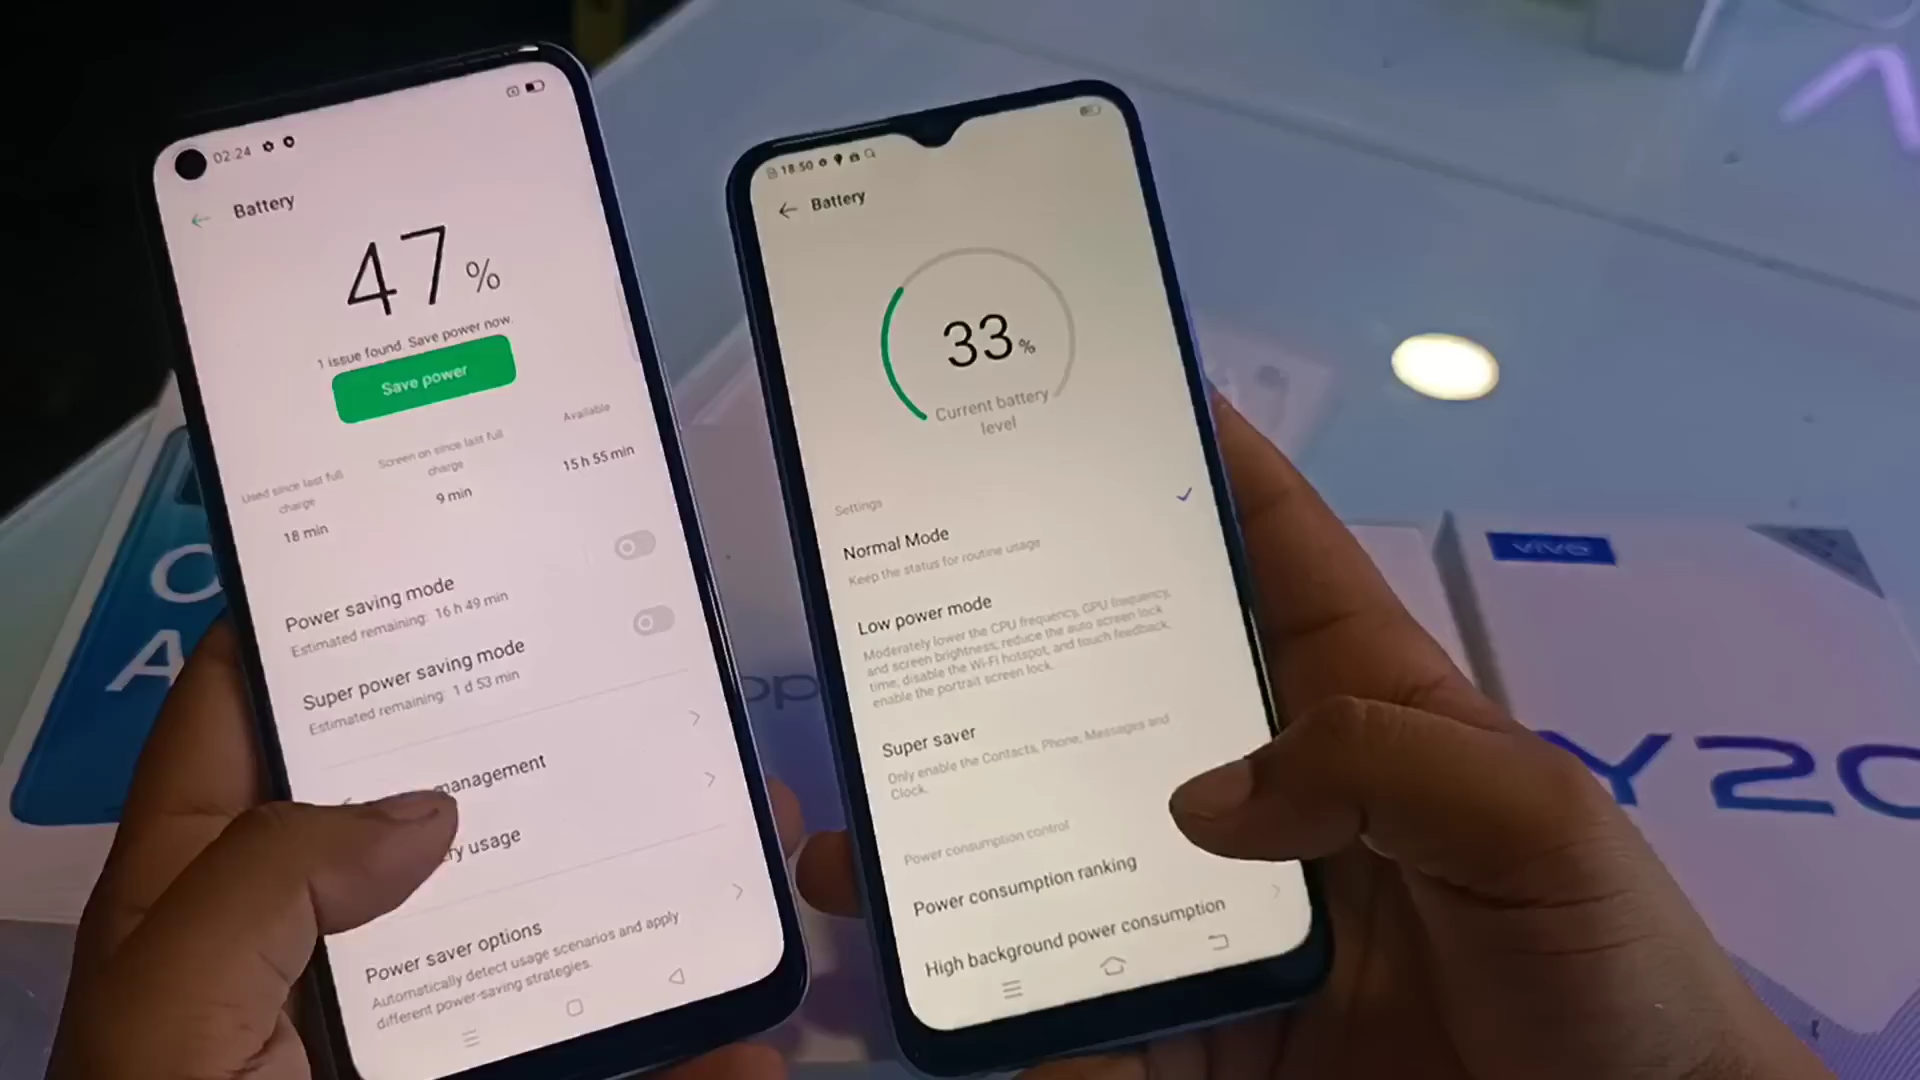 02:24
Battery
47%
1 issue found. Save power now.
Save power
Used since last full
charge
18 min
Screen on since last full
charge
9 min
Available
15 h 55 min
Power saving mode
Estimated remaining: 16 h 49 min
Super power saving mode
Estimated remaining: 1 d 53 min
management
ry usage
Power saver options
Automatically detect usage scenarios and apply
different power-saving strategies.
18:50
Battery
33%
Current battery
level
Settings
Normal Mode
Keep the status for routine usage
Low power mode
Moderately lower the CPU frequency, GPU frequency,
and screen brightness; reduce the auto screen lock
time; disable the Wi-Fi hotspot, and touch feedback;
enable the portrait screen lock.
Super saver
Only enable the Contacts, Phone, Messages and
Clock.
Power consumption control
Power consumption ranking
High background power consumption
vivo
Y20
A